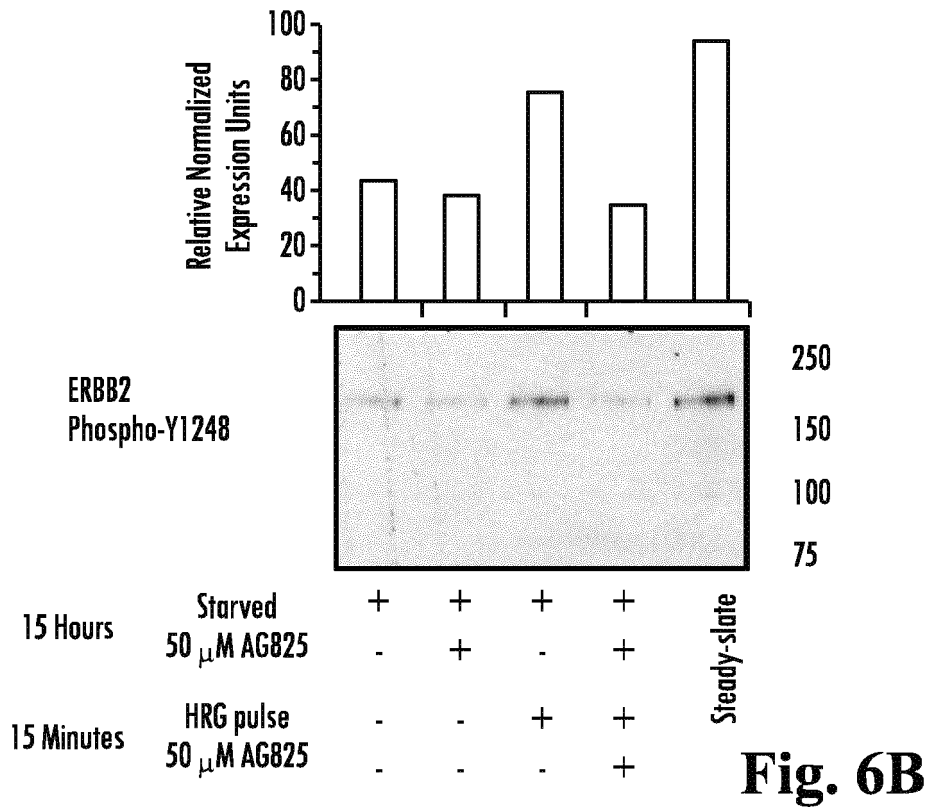 100
80
60
40
20
0
Relative Normalized
Expression Units
ERBB2
Phospho-Y1248
250
150
100
75
15 Hours
Starved + + + +
50 μM AG825 - + - +
Steady-slate
15 Minutes
HRG pulse - - + +
50 μM AG825 - - - +
Fig. 6B